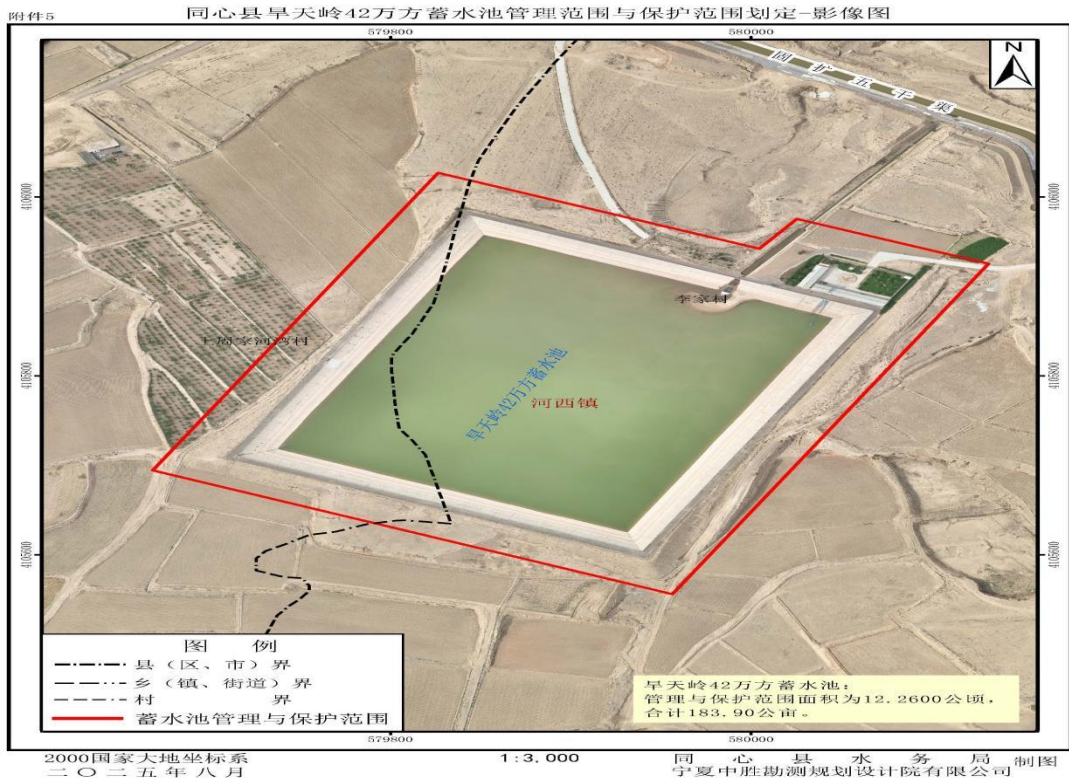 附件5
同心县旱天岭42万方蓄水池管理范围与保护范围划定-影像图
579800
580000
N
固扩五干渠
4106000
4106000
李家村
上周家河湾村
4105800
4105800
旱天岭42万方蓄水池
河西镇
4105600
4105600
图 例
县（区、市）界
乡（镇、街道）界
村 界
蓄水池管理与保护范围
旱天岭42万方蓄水池：
管理与保护范围面积为12.2600公顷，
合计183.90公亩。
579800
580000
2000国家大地坐标系
二〇二五年八月
1:3,000
同心县水务局 制图
宁夏中胜勘测规划设计院有限公司